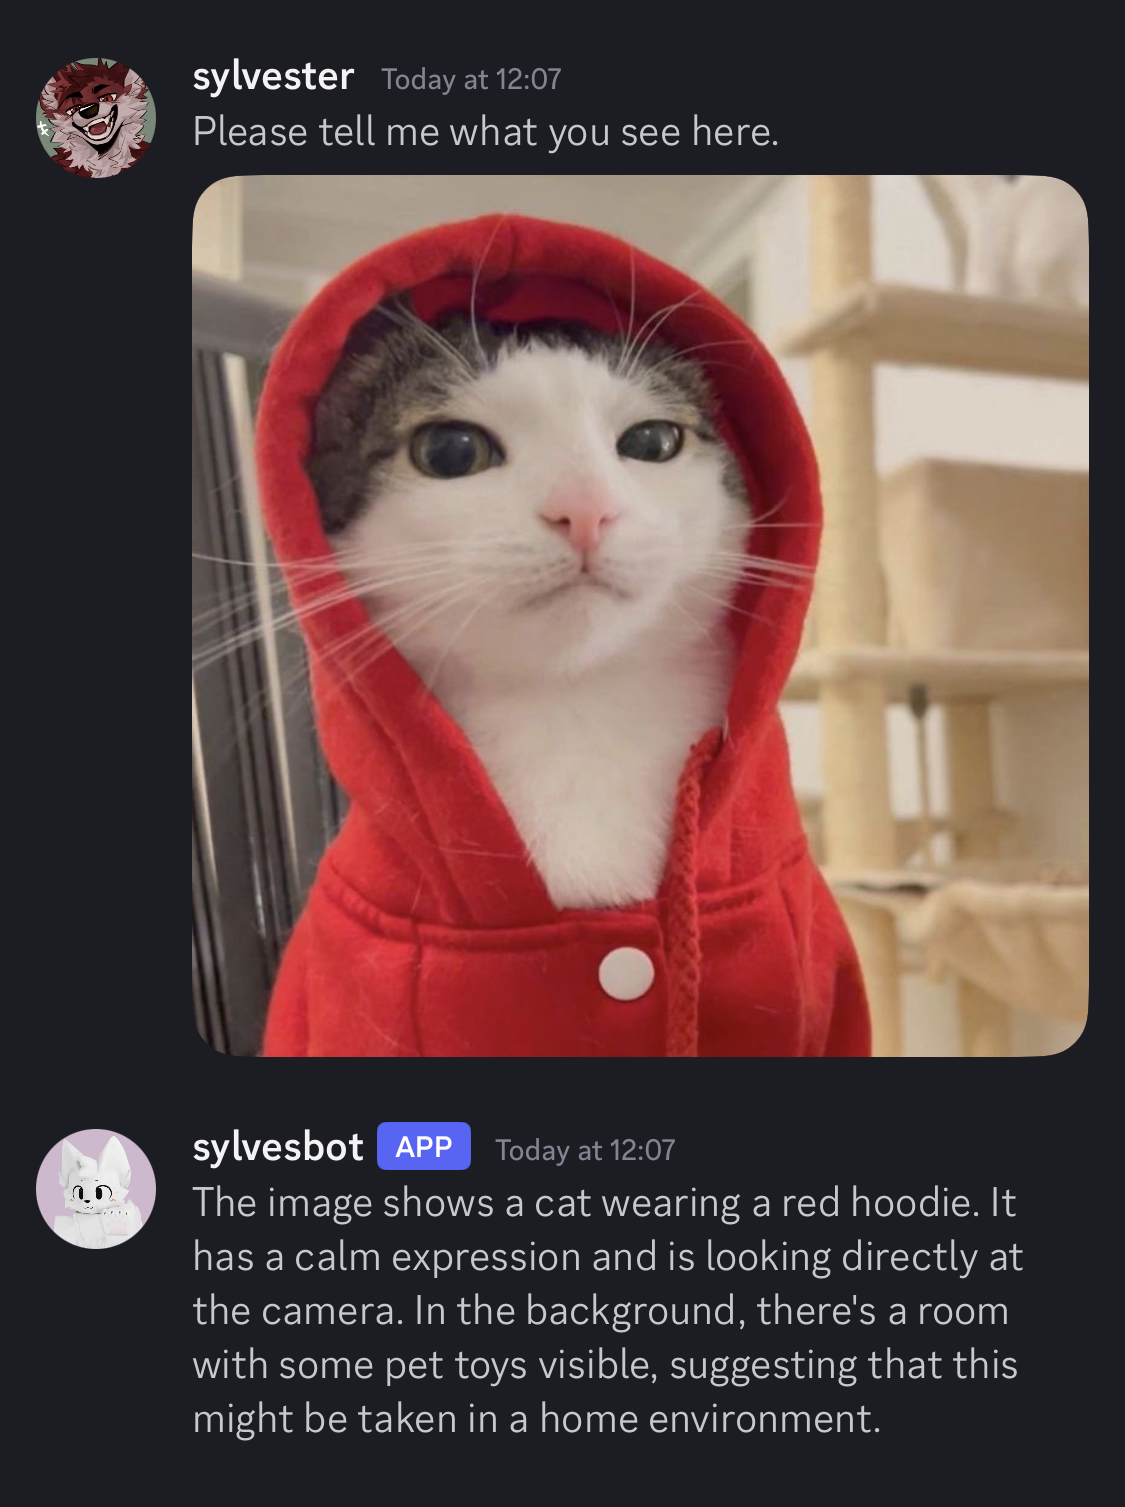 sylvester Today at 12:07
Please tell me what you see here.
sylvesbot APP Today at 12:07
The image shows a cat wearing a red hoodie. It
has a calm expression and is looking directly at
the camera. In the background, there's a room
with some pet toys visible, suggesting that this
might be taken in a home environment.